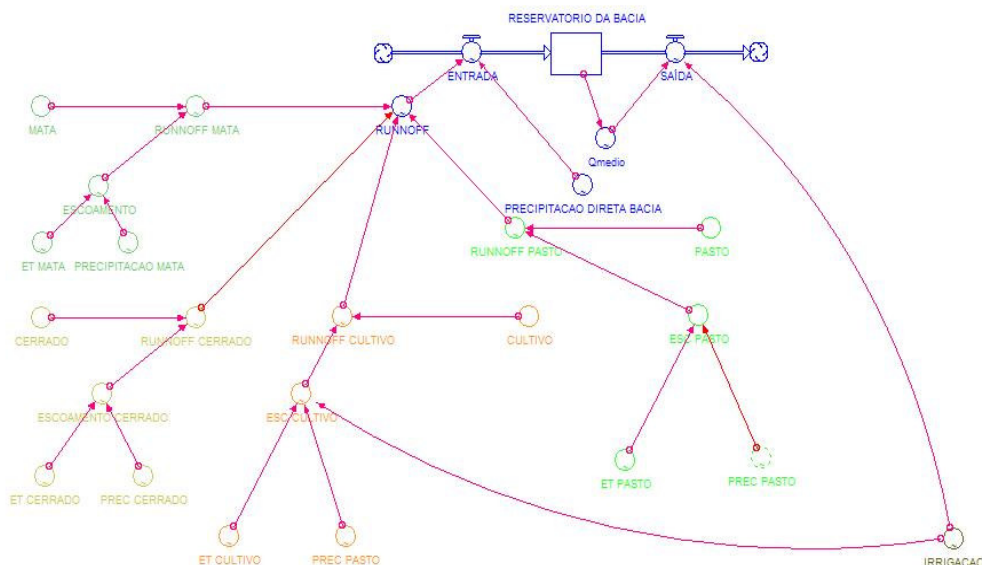 RESERVATORIO DA BACIA
ENTRADA
SAÍDA
MATA
RUNNOFF MATA
RUNNOFF
Qmedio
ESCOAMENTO
PRECIPITACAO DIRETA BACIA
ET MATA
PRECIPITACAO MATA
RUNNOFF PASTO
PASTO
CERRADO
RUNNOFF CERRADO
RUNNOFF CULTIVO
CULTIVO
ESC PASTO
ESCOAMENTO CERRADO
ESC CULTIVO
ET CERRADO
PREC CERRADO
ET PASTO
PREC PASTO
ET CULTIVO
PREC PASTO
IRRIGACAO